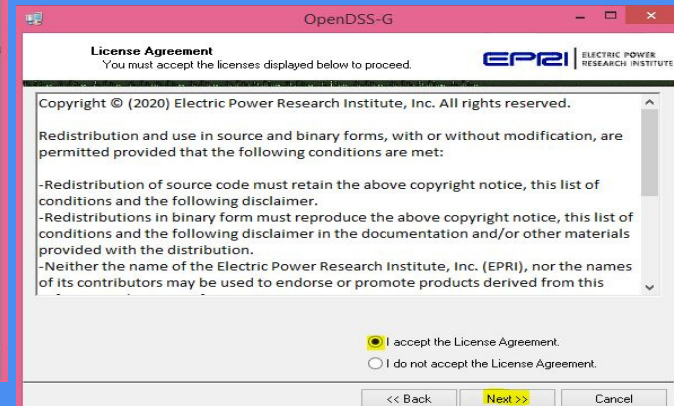 OpenDSS-G
License Agreement
You must accept the licenses displayed below to proceed.
EPRI | ELECTRIC POWER
RESEARCH INSTITUTE
Copyright © (2020) Electric Power Research Institute, Inc. All rights reserved.
Redistribution and use in source and binary forms, with or without modification, are
permitted provided that the following conditions are met:
-Redistribution of source code must retain the above copyright notice, this list of
conditions and the following disclaimer.
-Redistributions in binary form must reproduce the above copyright notice, this list of
conditions and the following disclaimer in the documentation and/or other materials
provided with the distribution.
-Neither the name of the Electric Power Research Institute, Inc. (EPRI), nor the names
of its contributors may be used to endorse or promote products derived from this
I accept the License Agreement.
I do not accept the License Agreement.
<< Back Next >> Cancel